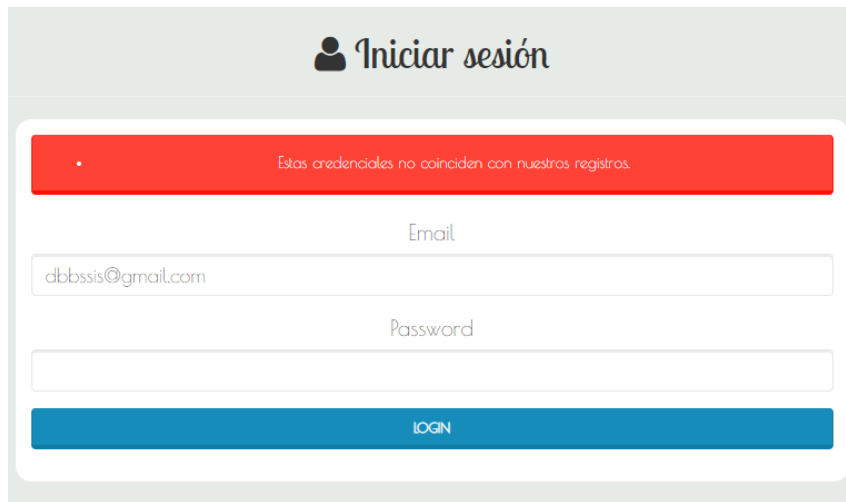 Iniciar sesión
Estas credenciales no coinciden con nuestros registros.
Email
dbbssis@gmail.com
Password
LOGIN